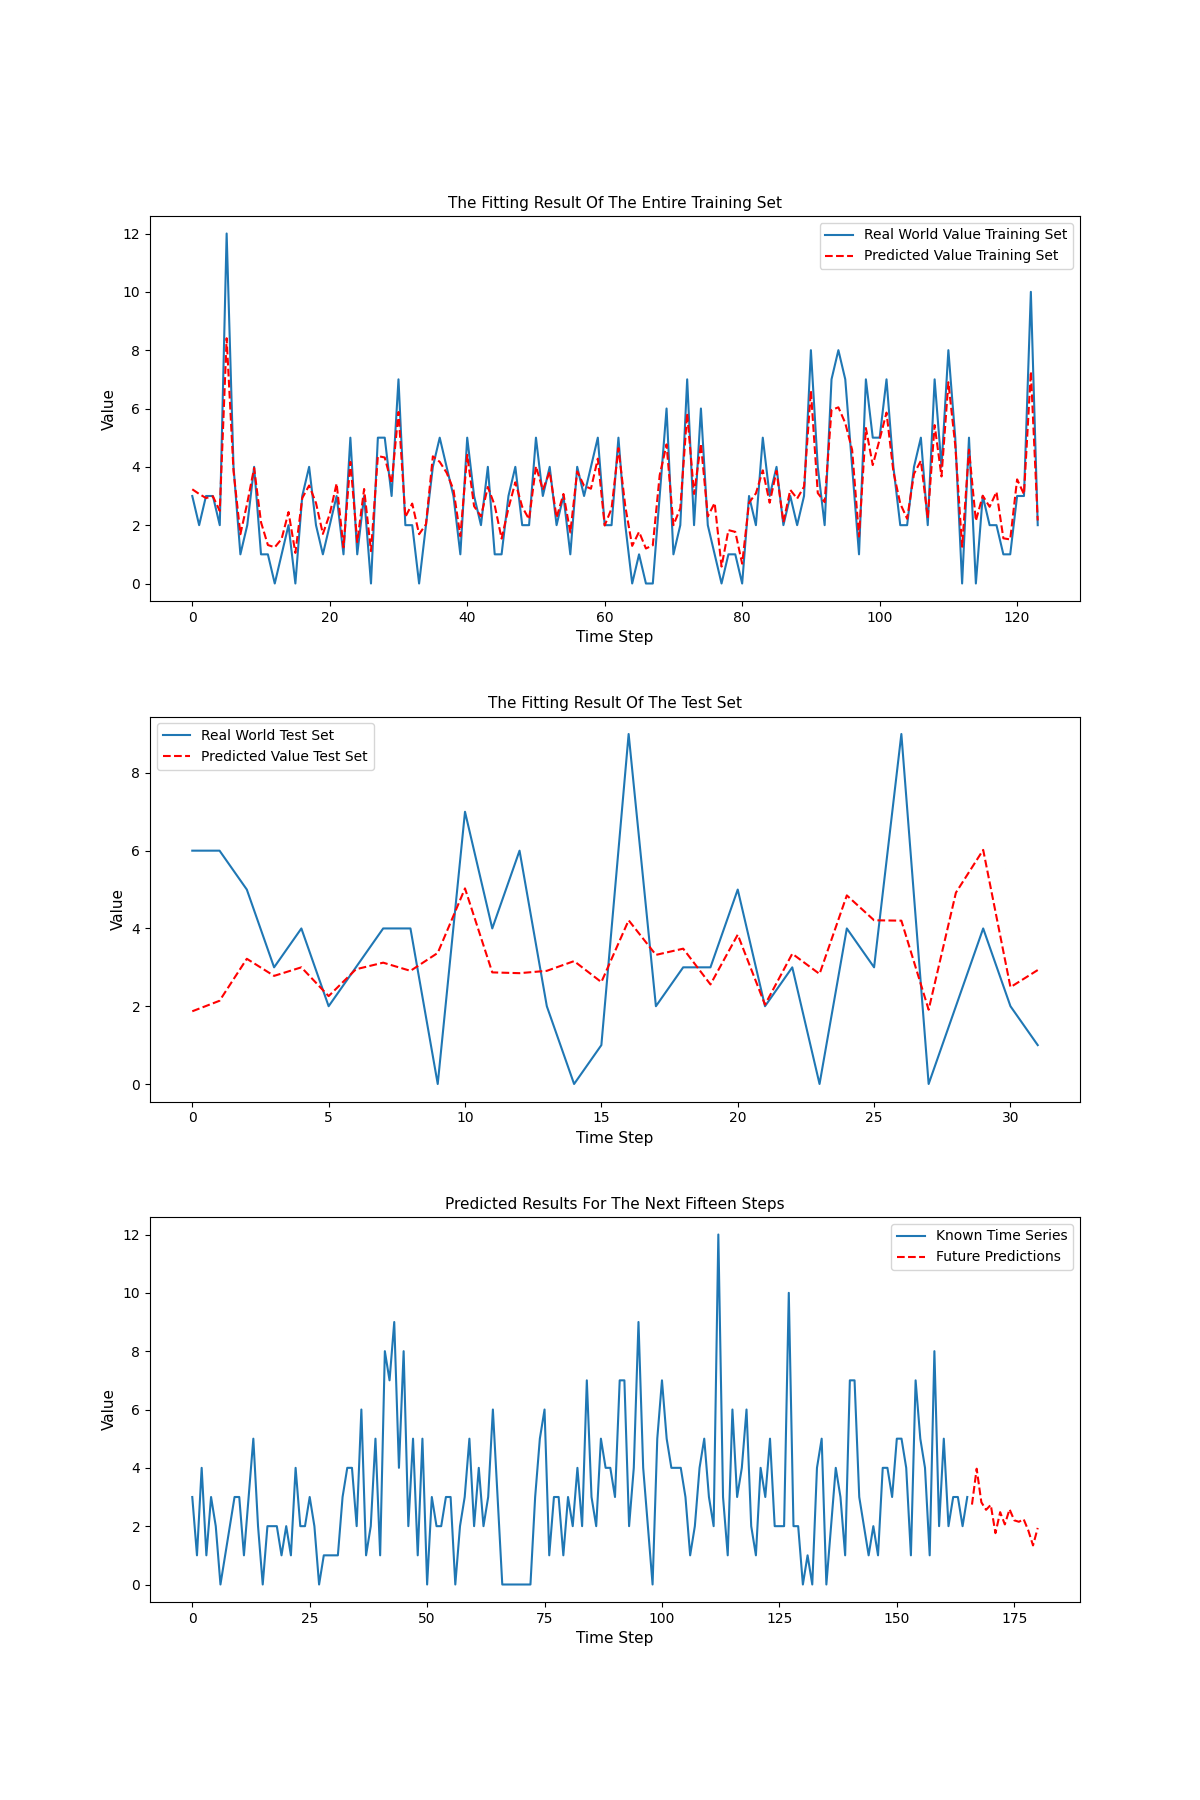 The Fitting Result Of The Entire Training Set
Real World Value Training Set
Predicted Value Training Set
Value
12
10
8
6
4
2
0
0 20 40 60 80 100 120
Time Step
The Fitting Result Of The Test Set
Real World Test Set
Predicted Value Test Set
Value
8
6
4
2
0
0 5 10 15 20 25 30
Time Step
Predicted Results For The Next Fifteen Steps
Known Time Series
Future Predictions
Value
12
10
8
6
4
2
0
0 25 50 75 100 125 150 175
Time Step